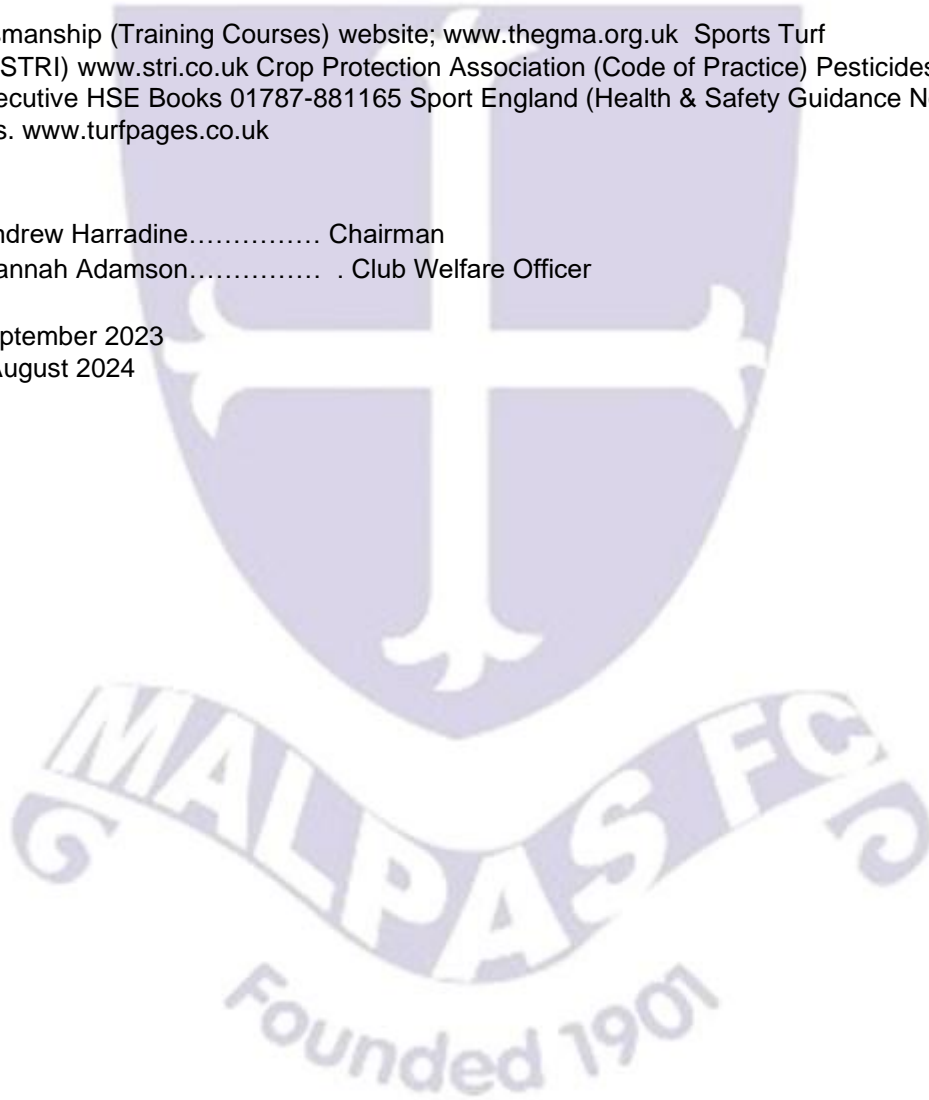 smanship (Training Courses) website; www.thegma.org.uk Sports Turf
STRI) www.stri.co.uk Crop Protection Association (Code of Practice) Pesticides
ecutive HSE Books 01787-881165 Sport England (Health & Safety Guidance N
s. www.turfpages.co.uk
ndrew Harradine…………… Chairman
annah Adamson…………… . Club Welfare Officer
ptember 2023
August 2024
MALPAS FC
Founded 1901